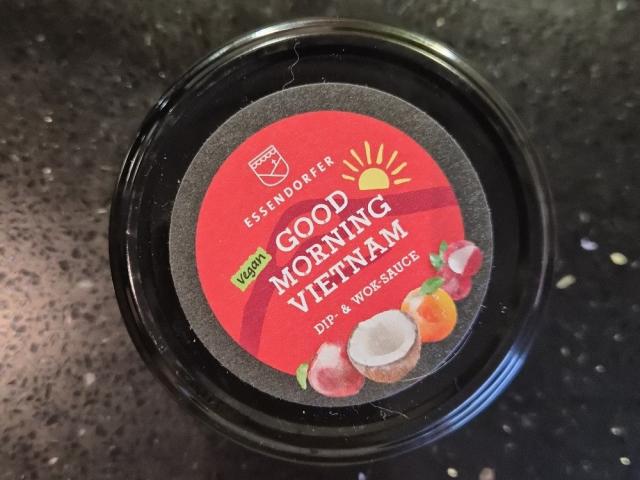 ESSENDORFER
vegan
GOOD
MORNING
VIETNAM
DIP- & WOK-SAUCE